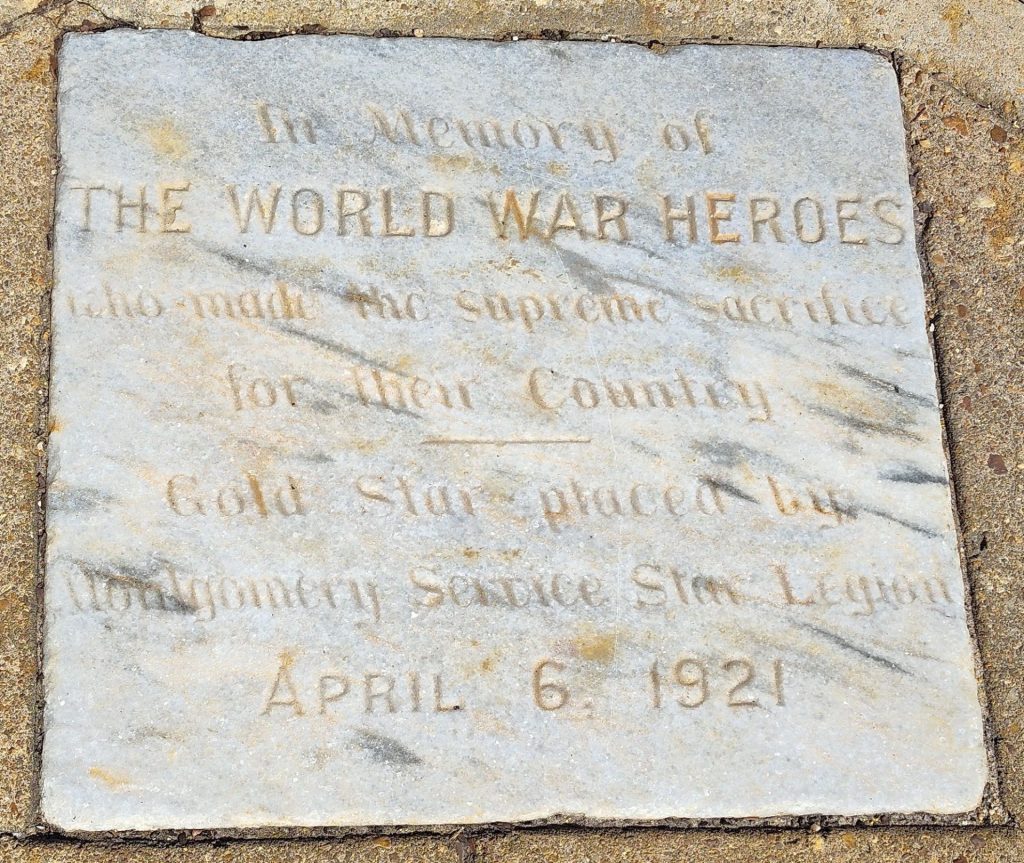 In Memory of
THE WORLD WAR HEROES
who made the supreme sacrifice
for their Country
Gold Star placed by
Montgomery Service Star Legion
APRIL 6, 1921